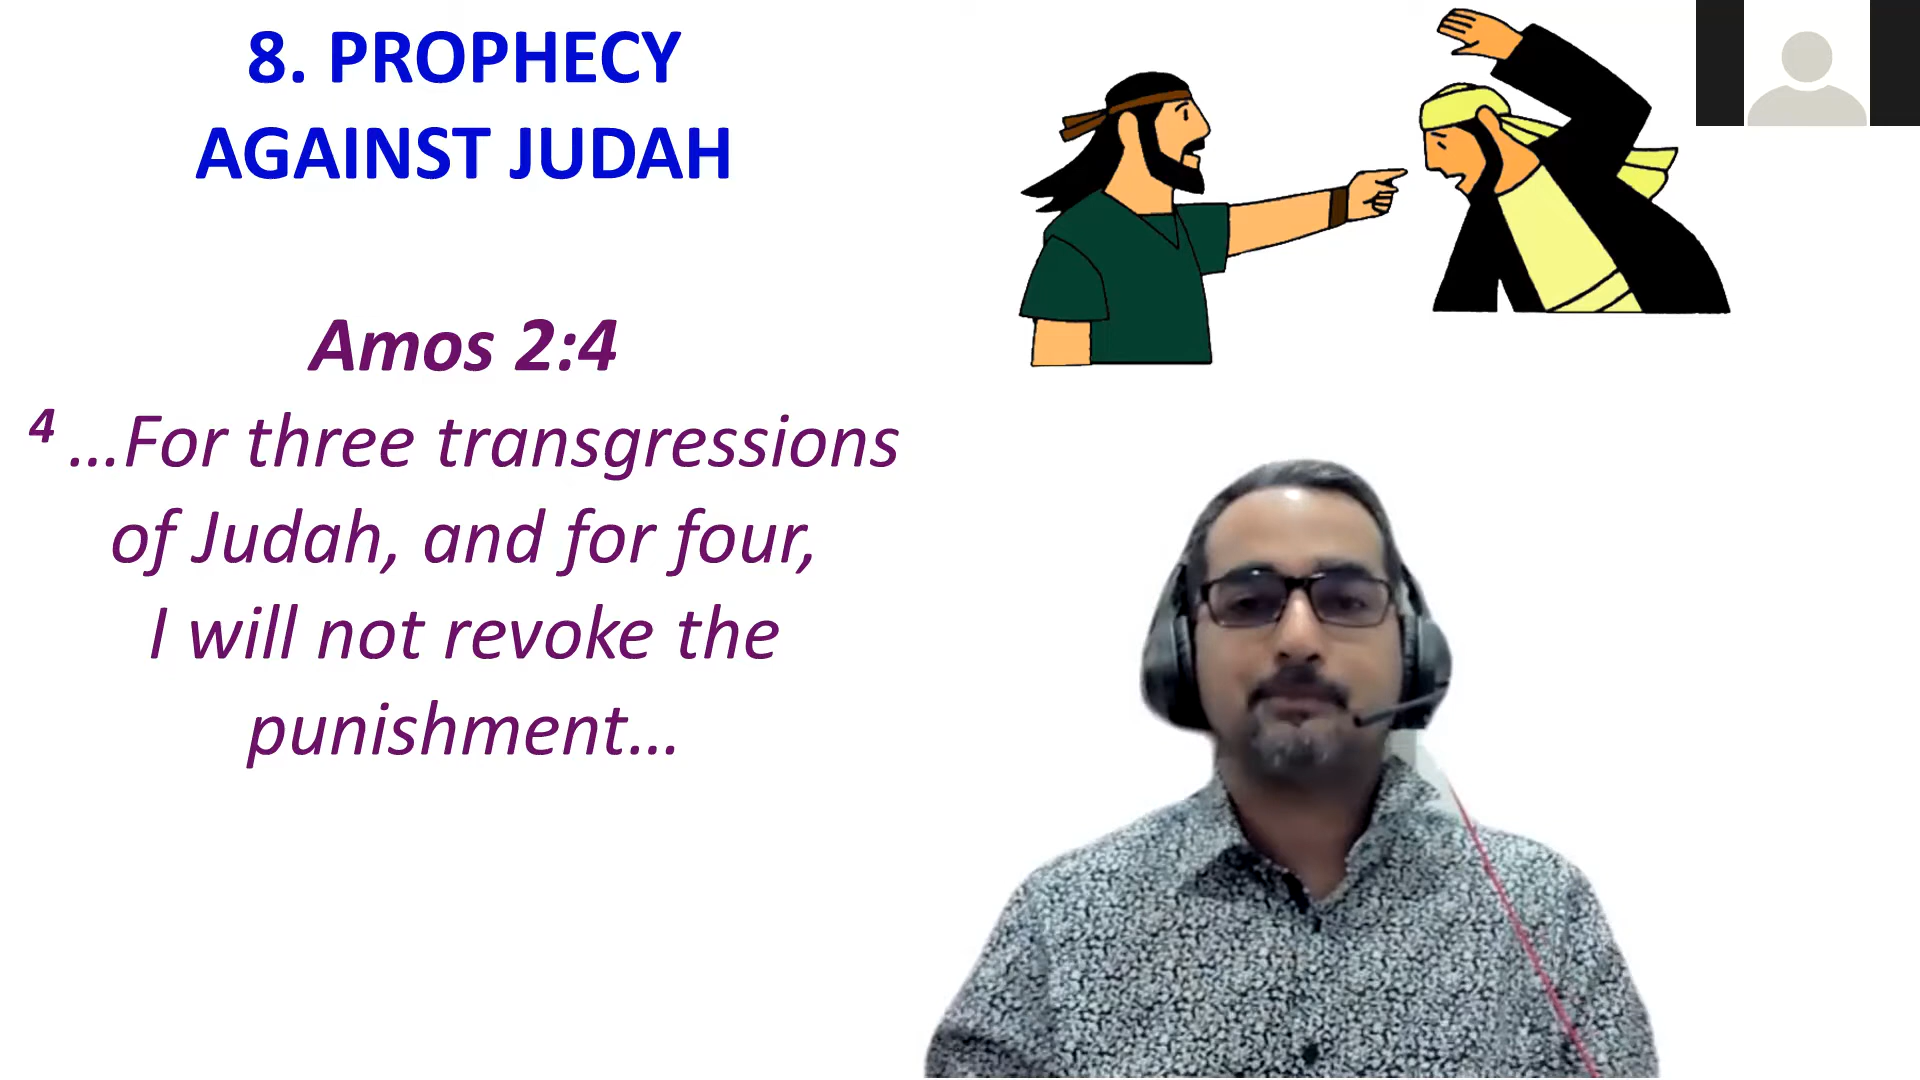 8. PROPHECY
AGAINST JUDAH
Amos 2:4
4 ...For three transgressions
of Judah, and for four,
I will not revoke the
punishment...